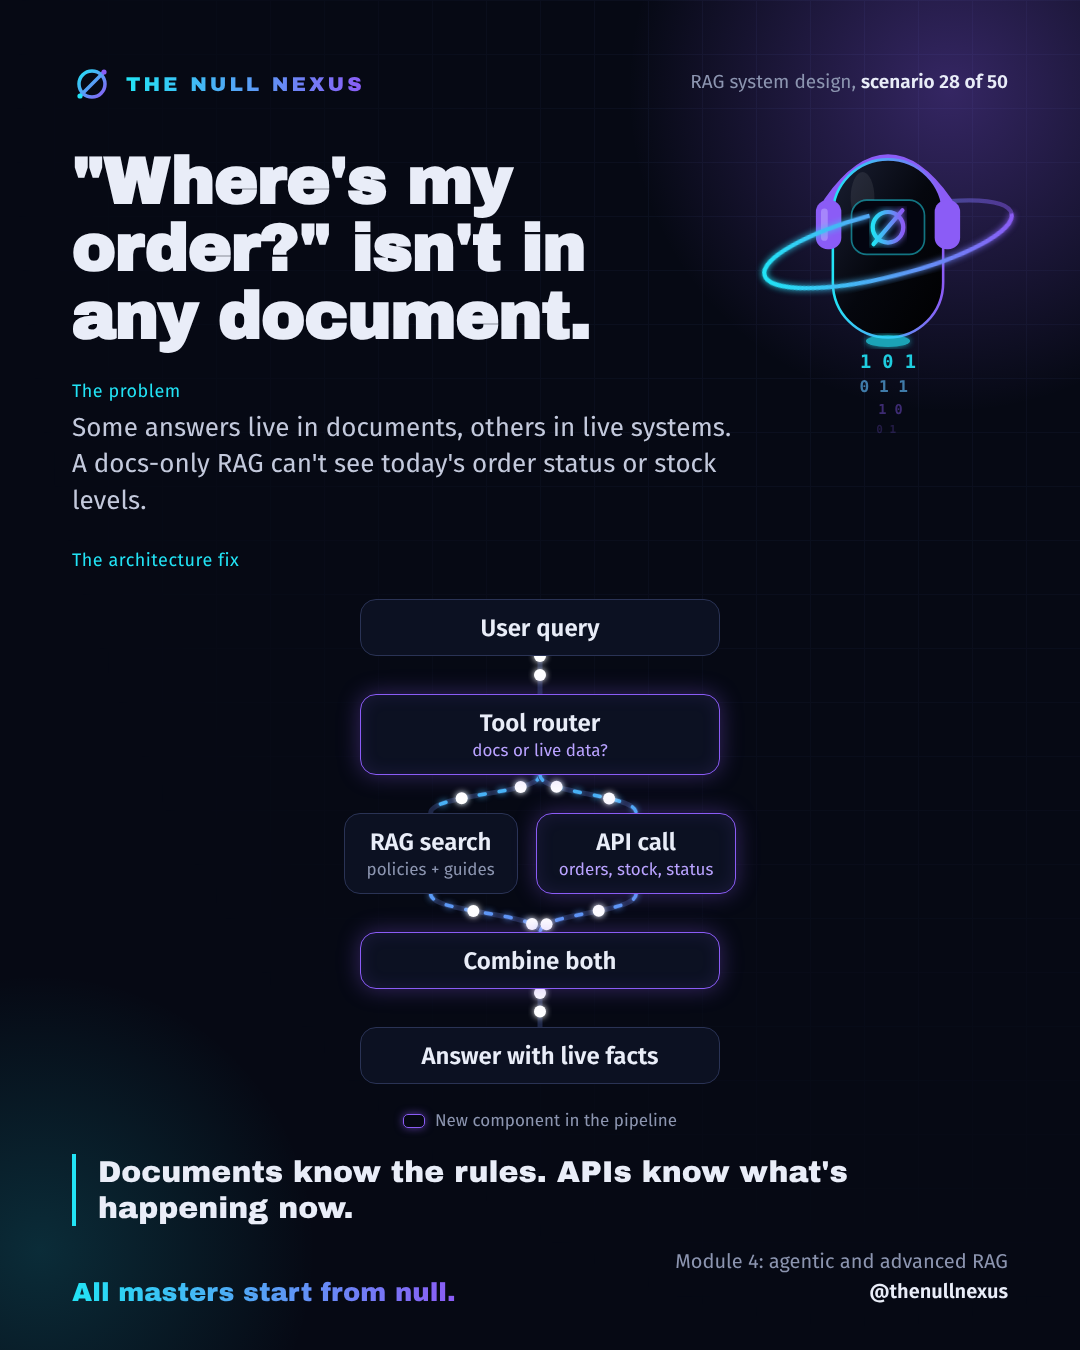 THE NULL NEXUS
RAG system design, scenario 28 of 50
"Where's my
order?" isn't in
any document.
1 0 1
0 1 1
1 0
0 1
The problem
Some answers live in documents, others in live systems.
A docs-only RAG can't see today's order status or stock
levels.
The architecture fix
User query
Tool router
docs or live data?
RAG search
policies + guides
API call
orders, stock, status
Combine both
Answer with live facts
New component in the pipeline
Documents know the rules. APIs know what's
happening now.
Module 4: agentic and advanced RAG
All masters start from null.
@thenullnexus